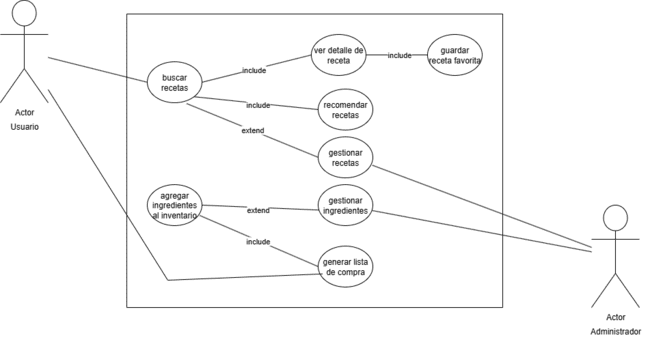 Actor
Usuario
buscar
recetas
include
ver detalle de
receta
include
guardar
receta favorita
include
recomendar
recetas
extend
gestionar
recetas
agregar
ingredientes
al inventario
extend
gestionar
ingredientes
include
generar lista
de compra
Actor
Administrador